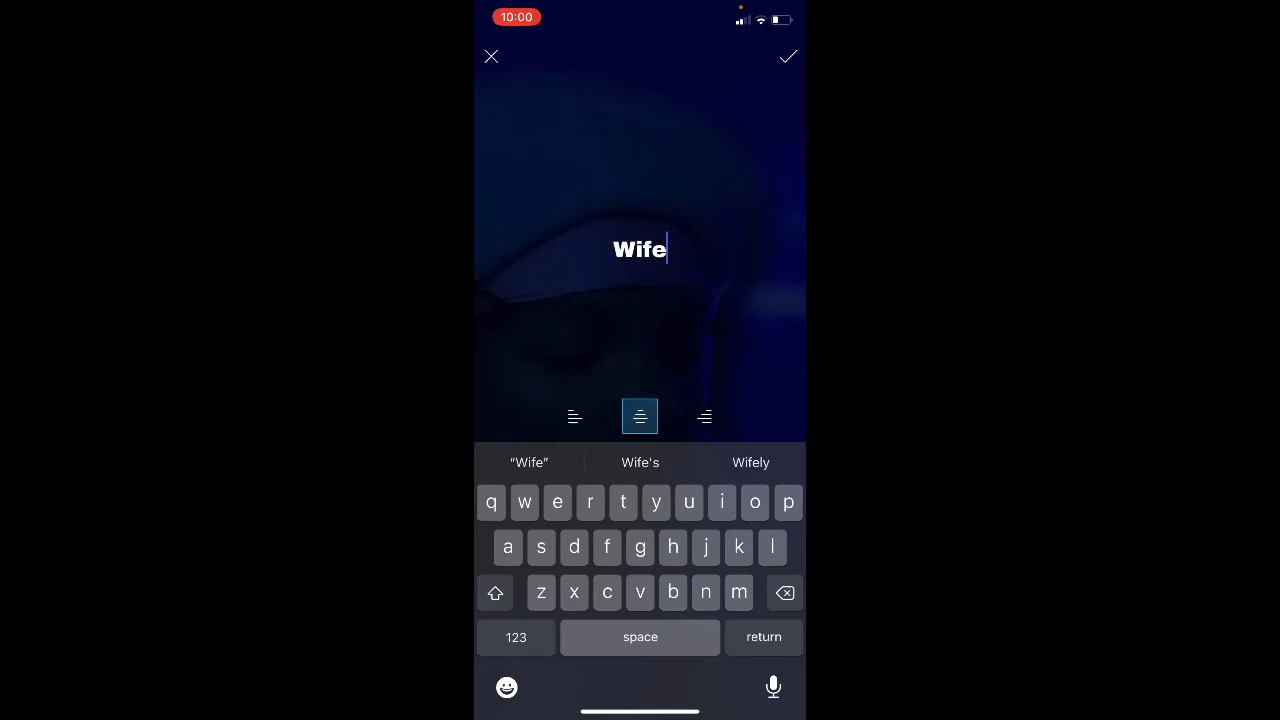 10:00
Wife
“Wife” Wife's Wifely
q w e r t y u i o p
a s d f g h j k l
z x c v b n m
123 space return